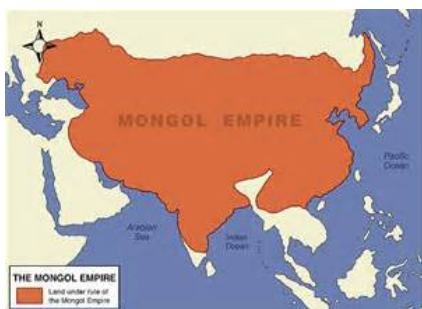 N
MONGOL EMPIRE
Pacific
Ocean
Arabian
Sea
Indian
Ocean
THE MONGOL EMPIRE
Land under rule of
the Mongol Empire